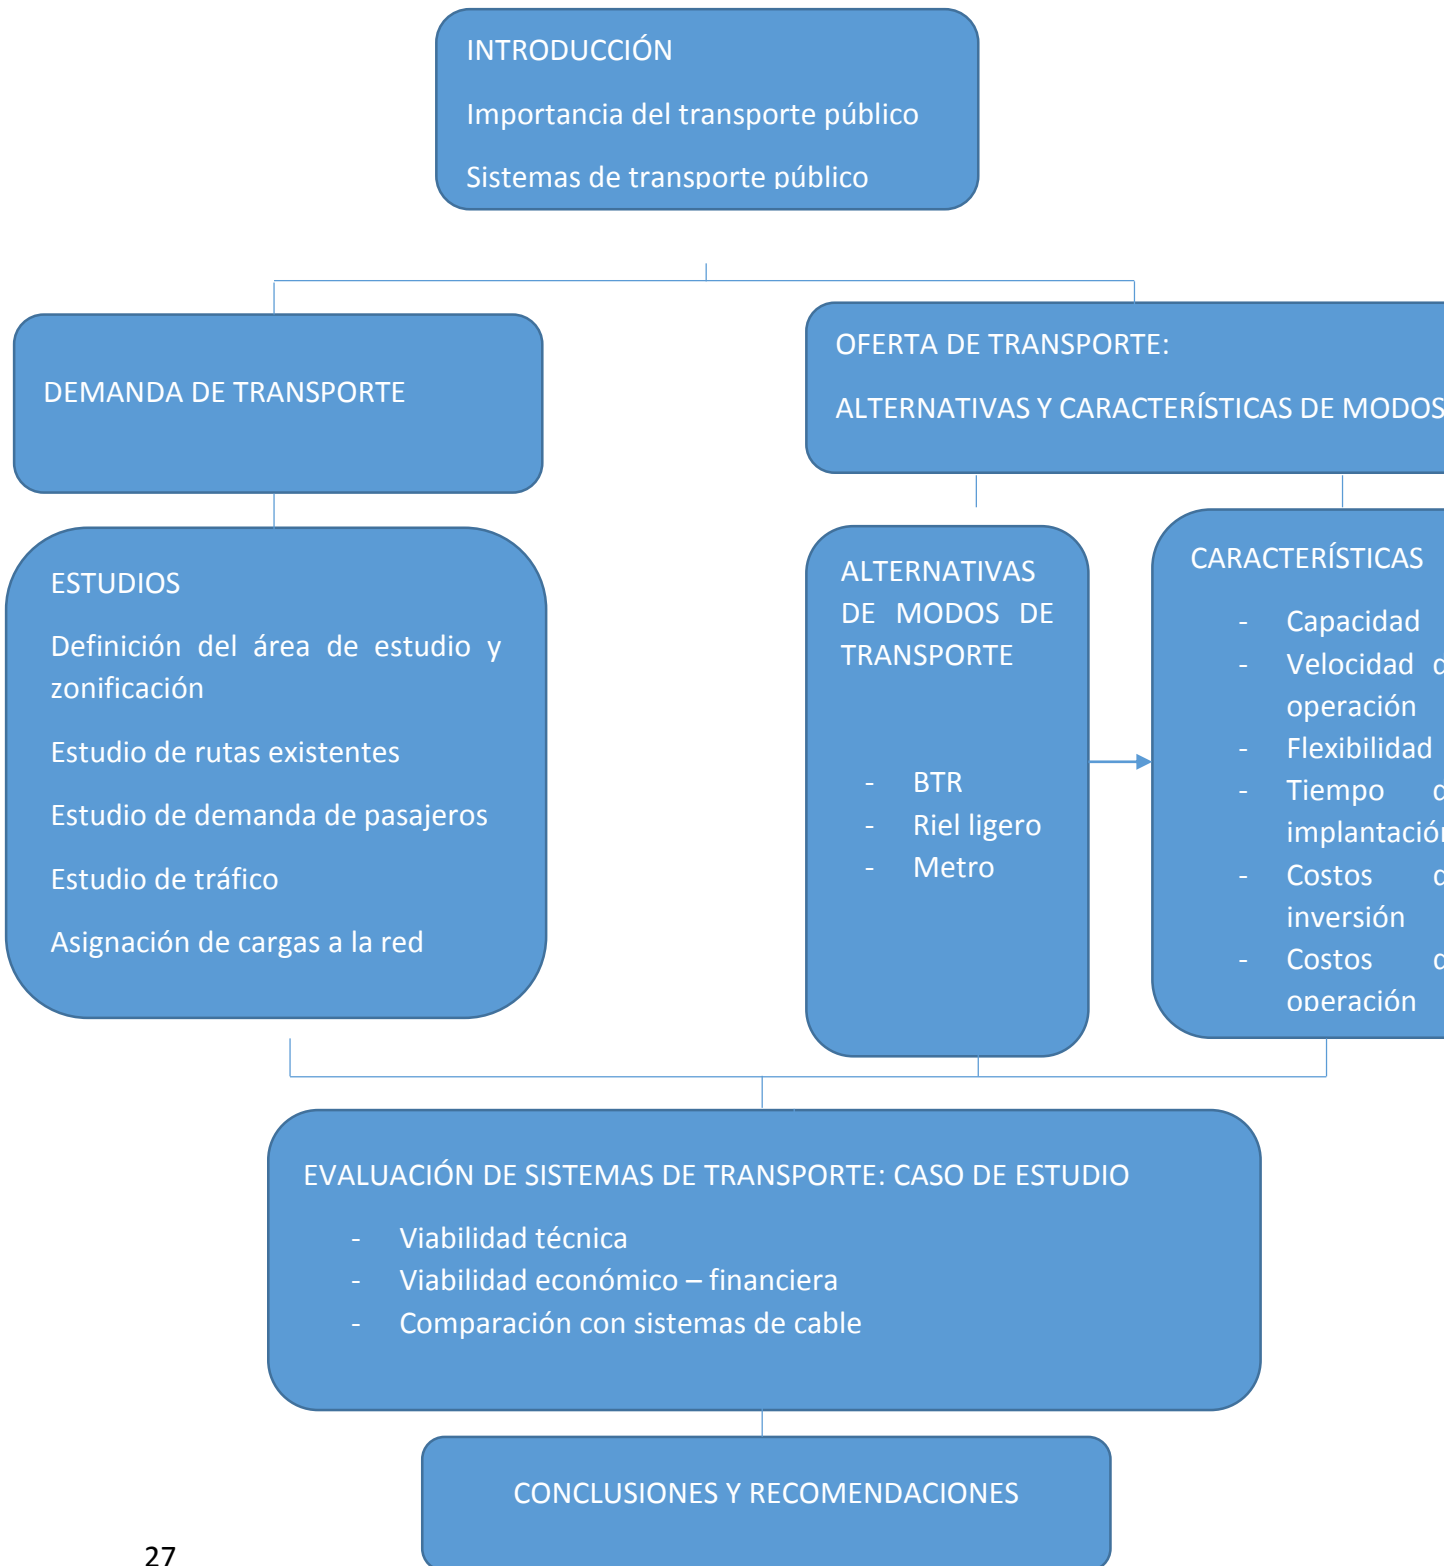 INTRODUCCIÓN
Importancia del transporte público
Sistemas de transporte público
DEMANDA DE TRANSPORTE
OFERTA DE TRANSPORTE:
ALTERNATIVAS Y CARACTERÍSTICAS DE MODOS
ESTUDIOS
Definición del área de estudio y
zonificación
Estudio de rutas existentes
Estudio de demanda de pasajeros
Estudio de tráfico
Asignación de cargas a la red
ALTERNATIVAS
DE MODOS DE
TRANSPORTE
- BTR
- Riel ligero
- Metro
CARACTERÍSTICAS
- Capacidad
- Velocidad
operación
- Flexibilidad
- Tiempo
implantación
- Costos
inversión
- Costos
operación
EVALUACIÓN DE SISTEMAS DE TRANSPORTE: CASO DE ESTUDIO
- Viabilidad técnica
- Viabilidad económico – financiera
- Comparación con sistemas de cable
CONCLUSIONES Y RECOMENDACIONES
27